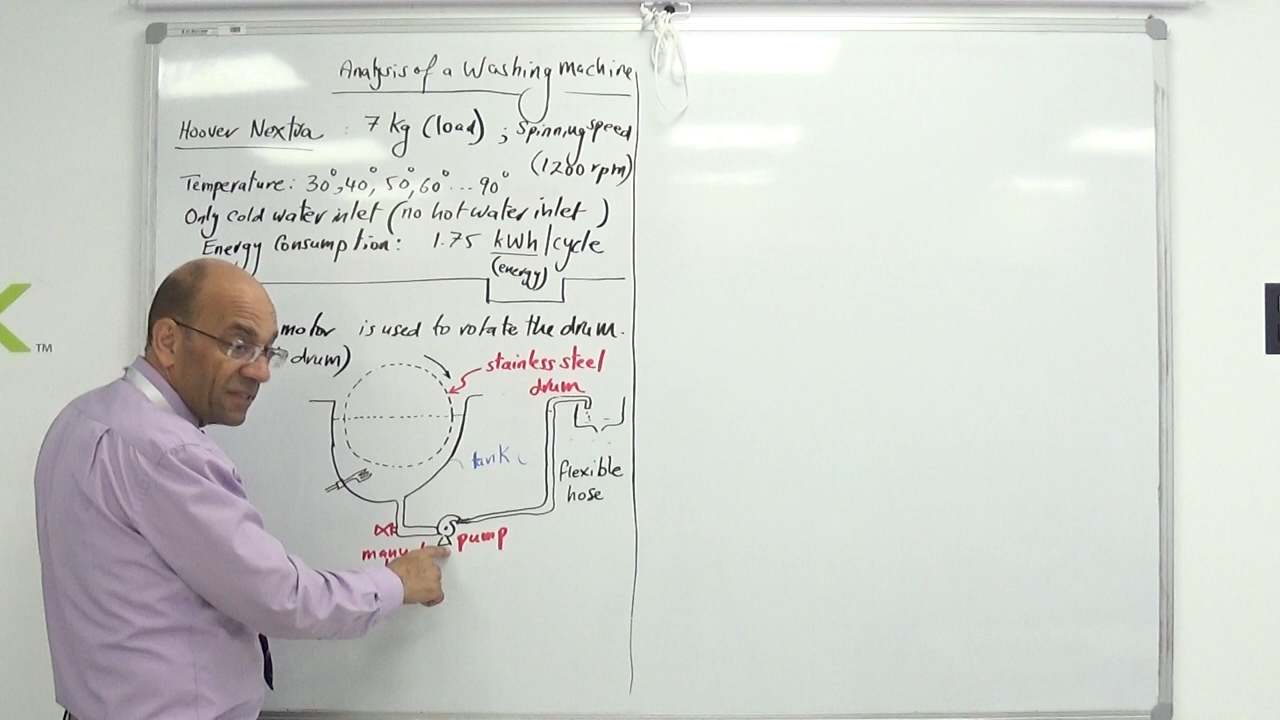 Analysis of a Washing Machine
Hoover Nextra : 7 kg (load) ; spinning speed
(1200 rpm)
Temperature: 30°, 40°, 50°, 60° ... 90°
Only cold water inlet (no hot water inlet)
Energy Consumption: 1.75 kWh/cycle
(energy)
motor is used to rotate the drum.
drum)
stainless steel
drum
tank
flexible
hose
pump
TM